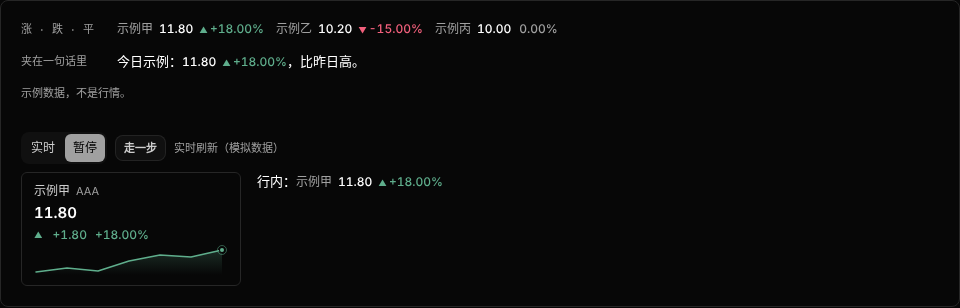 涨 · 跌 · 平 示例甲 11.80 ▲+18.00% 示例乙 10.20 ▼-15.00% 示例丙 10.00 0.00%
夹在一句话里 今日示例：11.80 ▲+18.00%，比昨日高。
示例数据，不是行情。
实时 暂停 走一步 实时刷新（模拟数据）
示例甲 AAA
11.80
▲ +1.80 +18.00%
行内：示例甲 11.80 ▲+18.00%